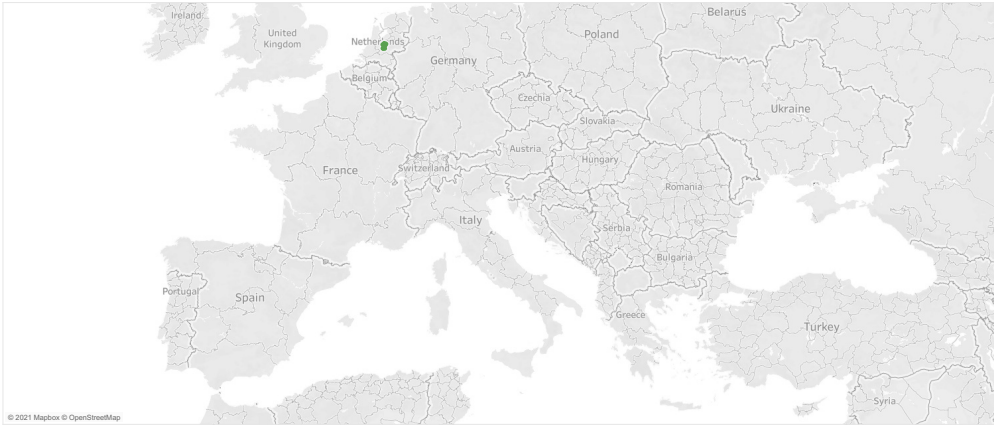 Ireland
Belarus
United
Kingdom
Poland
Netherlands
Germany
Belgium
Czechia
Ukraine
Slovakia
Austria
Hungary
France
Switzerland
Romania
Italy
Serbia
Bulgaria
Portugal
Spain
Greece
Turkey
Syria
© 2021 Mapbox © OpenStreetMap